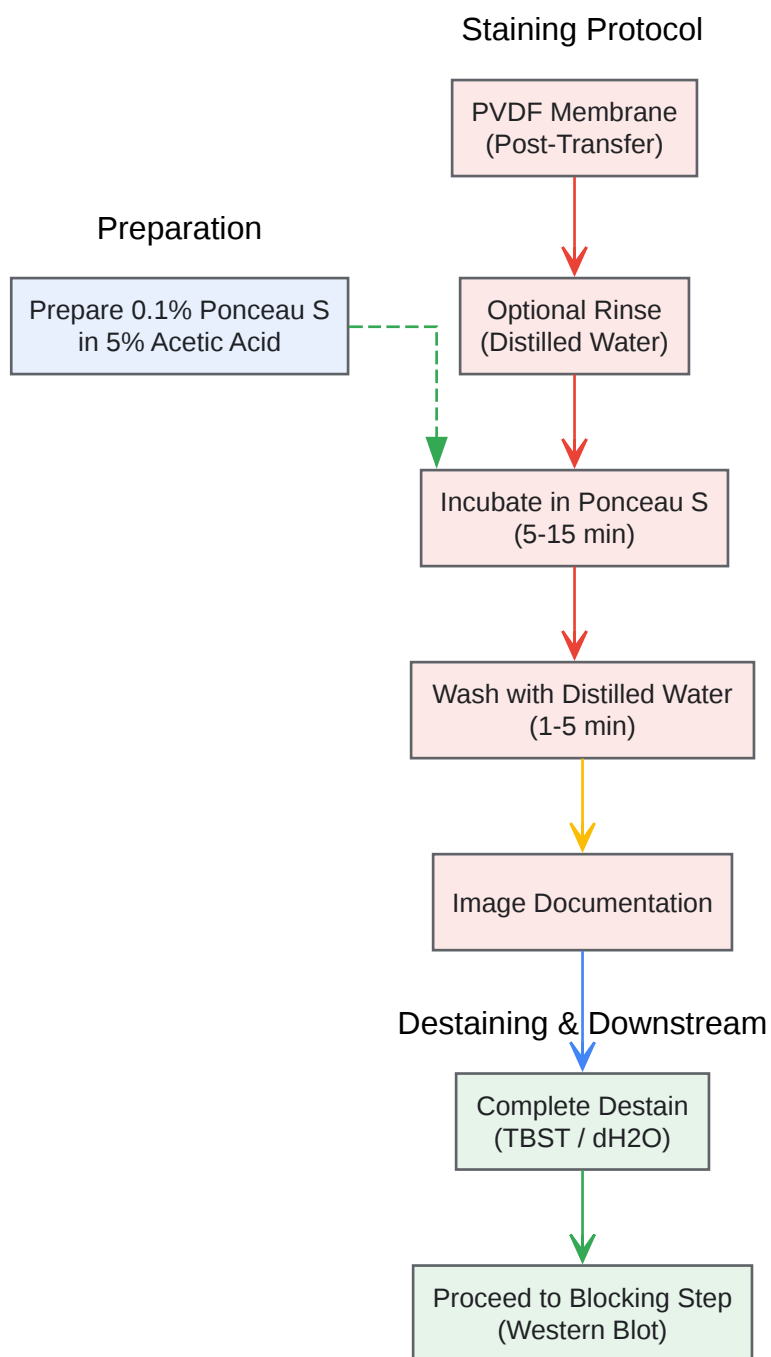 Staining Protocol
PVDF Membrane
(Post-Transfer)
Preparation
Prepare 0.1% Ponceau S
in 5% Acetic Acid
Optional Rinse
(Distilled Water)
Incubate in Ponceau S
(5-15 min)
Wash with Distilled Water
(1-5 min)
Image Documentation
Destaining & Downstream
Complete Destain
(TBST / dH2O)
Proceed to Blocking Step
(Western Blot)